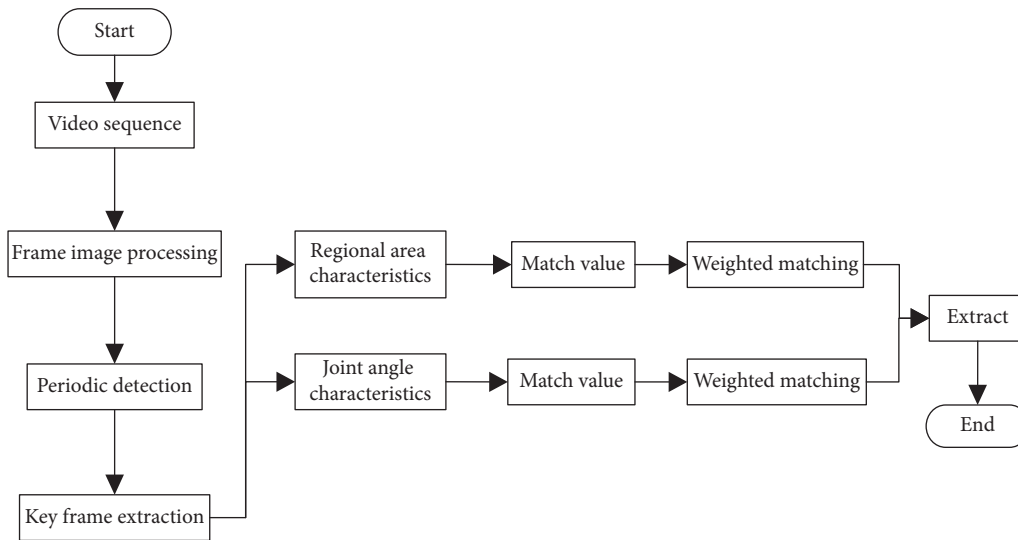 Start
Video sequence
Frame image processing
Periodic detection
Key frame extraction
Regional area
characteristics
Match value
Weighted matching
Joint angle
characteristics
Match value
Weighted matching
Extract
End